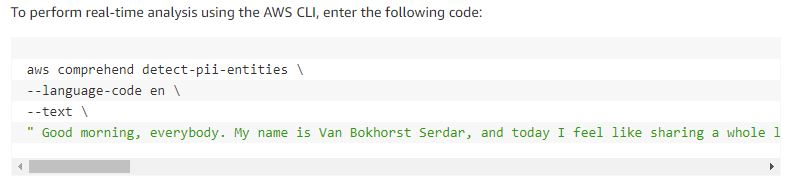 To perform real-time analysis using the AWS CLI, enter the following code:
aws comprehend detect-pii-entities \
--language-code en \
--text \
" Good morning, everybody. My name is Van Bokhorst Serdar, and today I feel like sharing a whole l